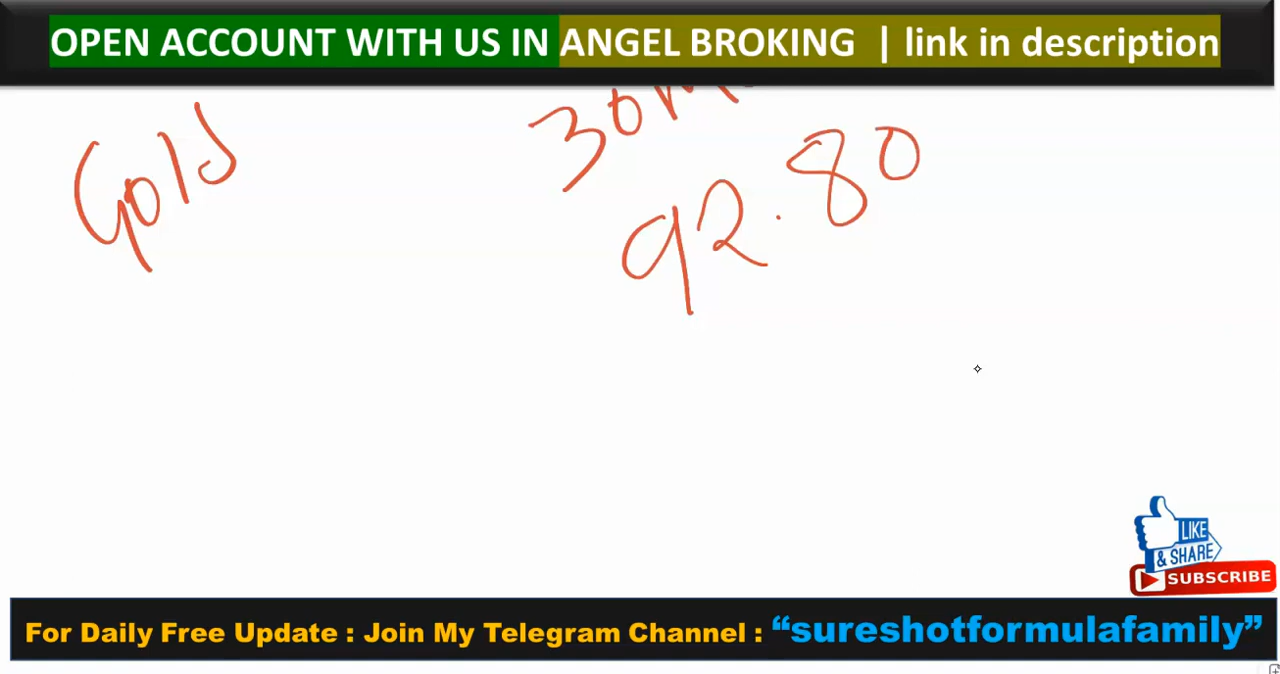 OPEN ACCOUNT WITH US IN ANGEL BROKING | link in description
Gold
30
92.80
LIKE
& SHARE
SUBSCRIBE
For Daily Free Update : Join My Telegram Channel : “sureshotformulafamily”